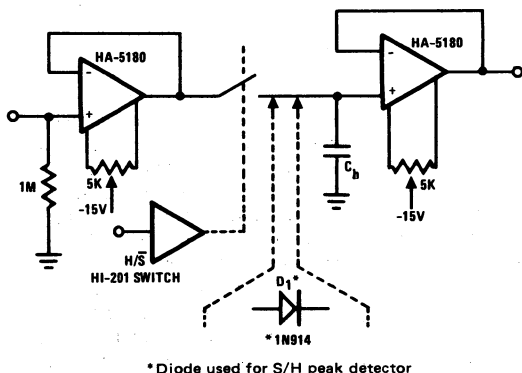 HA-5180
HA-5180
-
+
-
+
1M
5K
-15V
C_h
5K
-15V
H/S̅
HI-201 SWITCH
D1*
*1N914
*Diode used for S/H peak detector